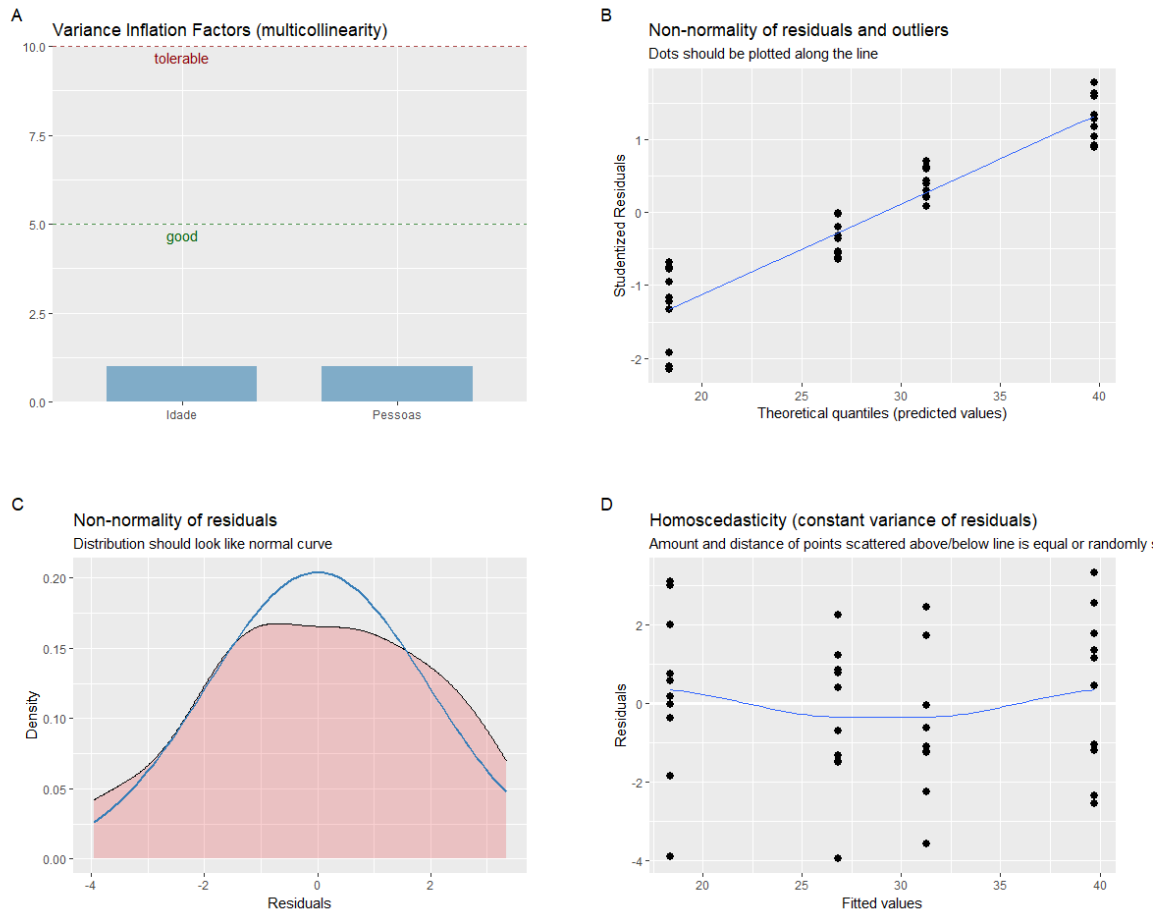 A
Variance Inflation Factors (multicollinearity)
10.0
tolerable
7.5
5.0
good
2.5
0.0
Idade
Pessoas
B
Non-normality of residuals and outliers
Dots should be plotted along the line
Studentized Residuals
1
0
-1
-2
20
25
30
35
40
Theoretical quantiles (predicted values)
C
Non-normality of residuals
Distribution should look like normal curve
Density
0.20
0.15
0.10
0.05
0.00
-4
-2
0
2
Residuals
D
Homoscedasticity (constant variance of residuals)
Amount and distance of points scattered above/below line is equal or randomly s
Residuals
2
0
-2
-4
20
25
30
35
40
Fitted values